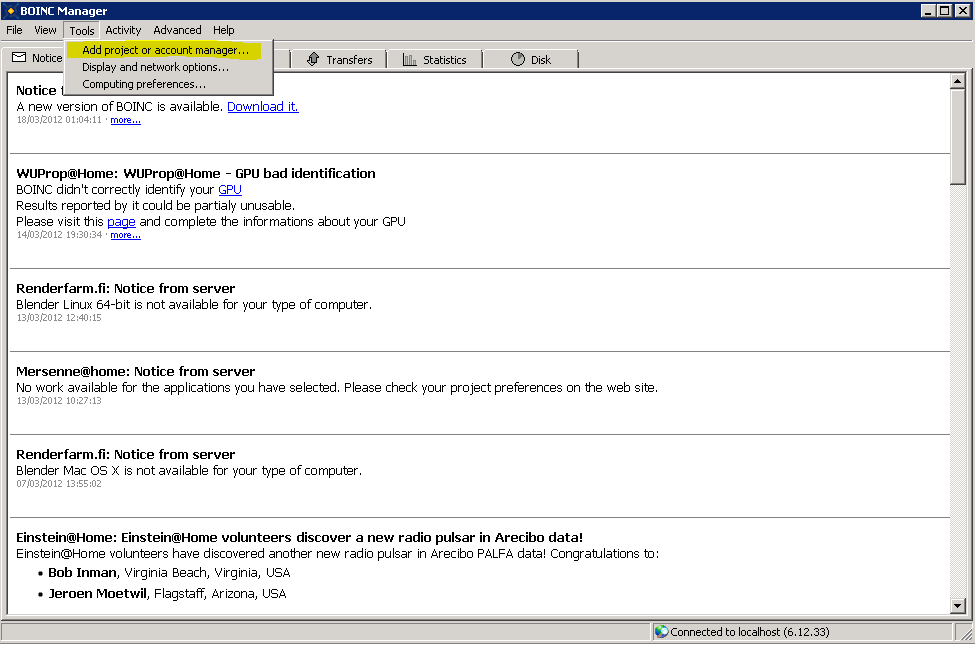 BOINC Manager
File View Tools Activity Advanced Help
Add project or account manager...
Display and network options...
Computing preferences...
Notice
Transfers
Statistics
Disk
Notice
A new version of BOINC is available. Download it.
18/03/2012 01:04:11 · more...
WUProp@Home: WUProp@Home - GPU bad identification
BOINC didn't correctly identify your GPU
Results reported by it could be partialy unusable.
Please visit this page and complete the informations about your GPU
14/03/2012 19:30:34 · more...
Renderfarm.fi: Notice from server
Blender Linux 64-bit is not available for your type of computer.
13/03/2012 12:40:15
Mersenne@home: Notice from server
No work available for the applications you have selected. Please check your project preferences on the web site.
13/03/2012 10:27:13
Renderfarm.fi: Notice from server
Blender Mac OS X is not available for your type of computer.
07/03/2012 13:55:02
Einstein@Home: Einstein@Home volunteers discover a new radio pulsar in Arecibo data!
Einstein@Home volunteers have discovered another new radio pulsar in Arecibo PALFA data! Congratulations to:
• Bob Inman, Virginia Beach, Virginia, USA
• Jeroen Moetwil, Flagstaff, Arizona, USA
Connected to localhost (6.12.33)